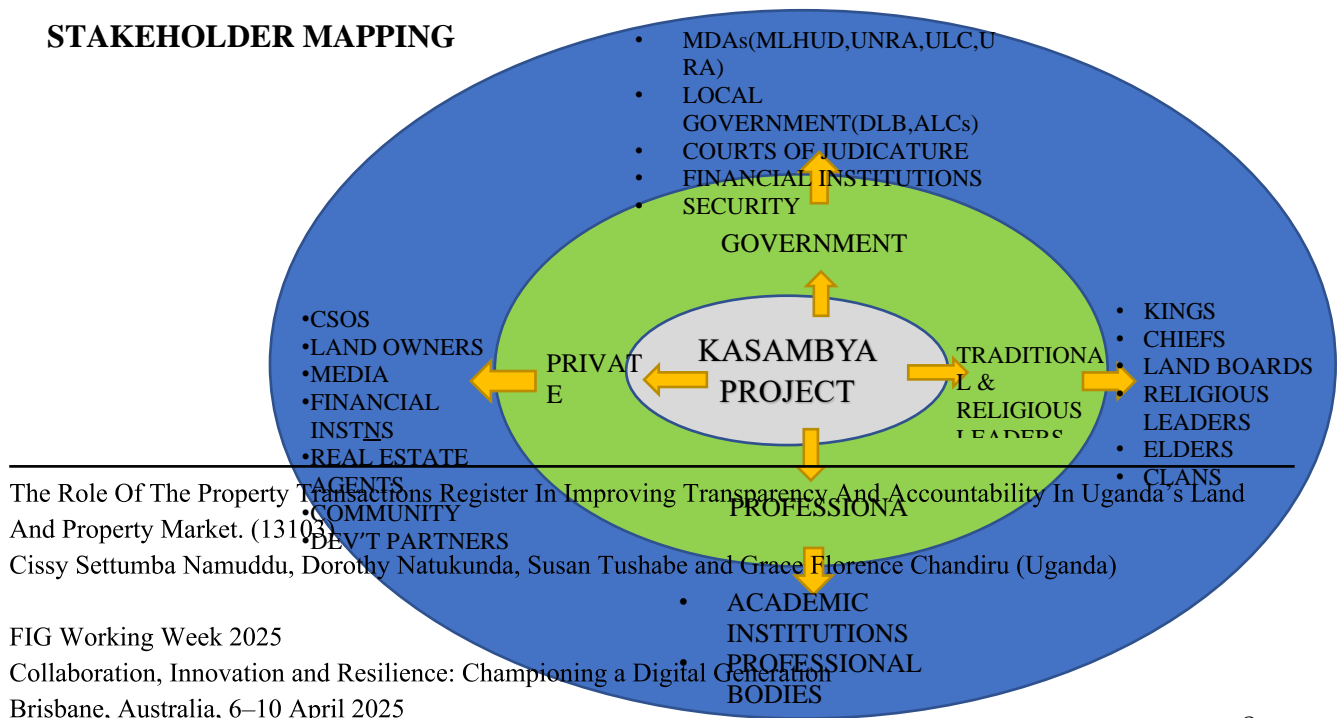 STAKEHOLDER MAPPING
• MDAs(MLHUD,UNRA,ULC,U
RA)
• LOCAL
GOVERNMENT(DLB,ALCs)
• COURTS OF JUDICATURE
• FINANCIAL INSTITUTIONS
• SECURITY
GOVERNMENT
•CSOS
•LAND OWNERS
•MEDIA
•FINANCIAL
INSTNS
•REAL ESTATE
AGENTS
•COMMUNITY
•DEV'T PARTNERS
PRIVAT
E
KASAMBYA
PROJECT
TRADITIONA
L &
RELIGIOUS
LEADERS
• KINGS
• CHIEFS
• LAND BOARDS
• RELIGIOUS
LEADERS
• ELDERS
• CLANS
PROFESSIONA
• ACADEMIC
INSTITUTIONS
• PROFESSIONAL
BODIES
The Role Of The Property Transactions Register In Improving Transparency And Accountability In Uganda's Land
And Property Market. (13103)
Cissy Settumba Namuddu, Dorothy Natukunda, Susan Tushabe and Grace Florence Chandiru (Uganda)
FIG Working Week 2025
Collaboration, Innovation and Resilience: Championing a Digital Generation
Brisbane, Australia, 6–10 April 2025